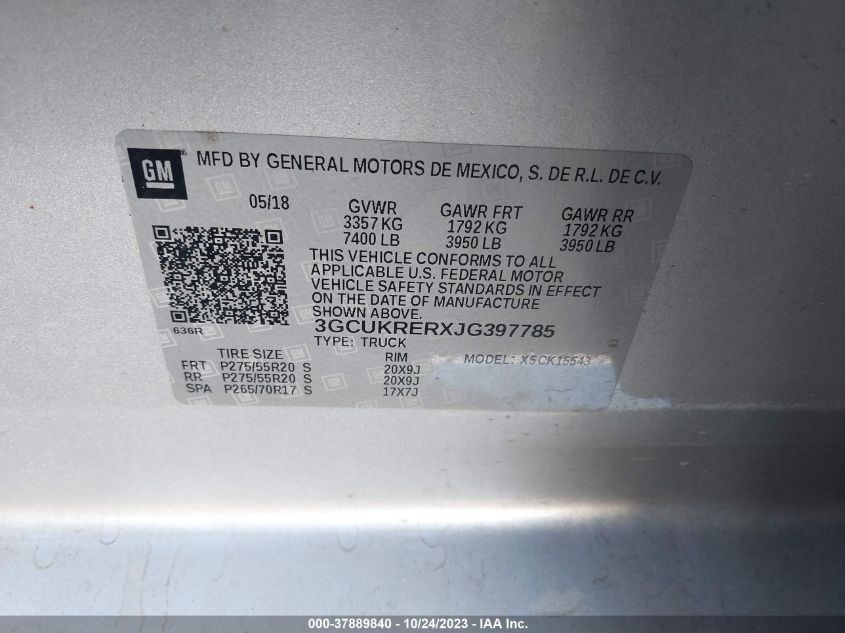 GM® MFD BY GENERAL MOTORS DE MEXICO, S. DE R.L. DE C.V.
05/18 GVWR GAWR FRT GAWR RR
3357 KG 1792 KG 1792 KG
7400 LB 3950 LB 3950 LB
THIS VEHICLE CONFORMS TO ALL
APPLICABLE U.S. FEDERAL MOTOR
VEHICLE SAFETY STANDARDS IN EFFECT
ON THE DATE OF MANUFACTURE
SHOWN ABOVE.
636R 3GCUKRERXJG397785
TYPE: TRUCK MODEL: X5CK15543
TIRE SIZE RIM
FRT P275/55R20 S 20X9J
RR P275/55R20 S 20X9J
SPA P265/70R17 S 17X7J
000-37889840 - 10/24/2023 - IAA Inc.